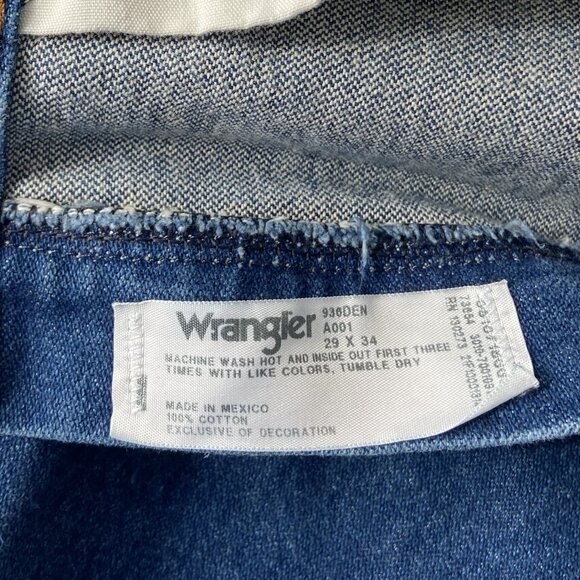 Wrangler
936DEN
A001
29 X 34
MACHINE WASH HOT AND INSIDE OUT FIRST THREE
TIMES WITH LIKE COLORS, TUMBLE DRY
MADE IN MEXICO
100% COTTON
EXCLUSIVE OF DECORATION